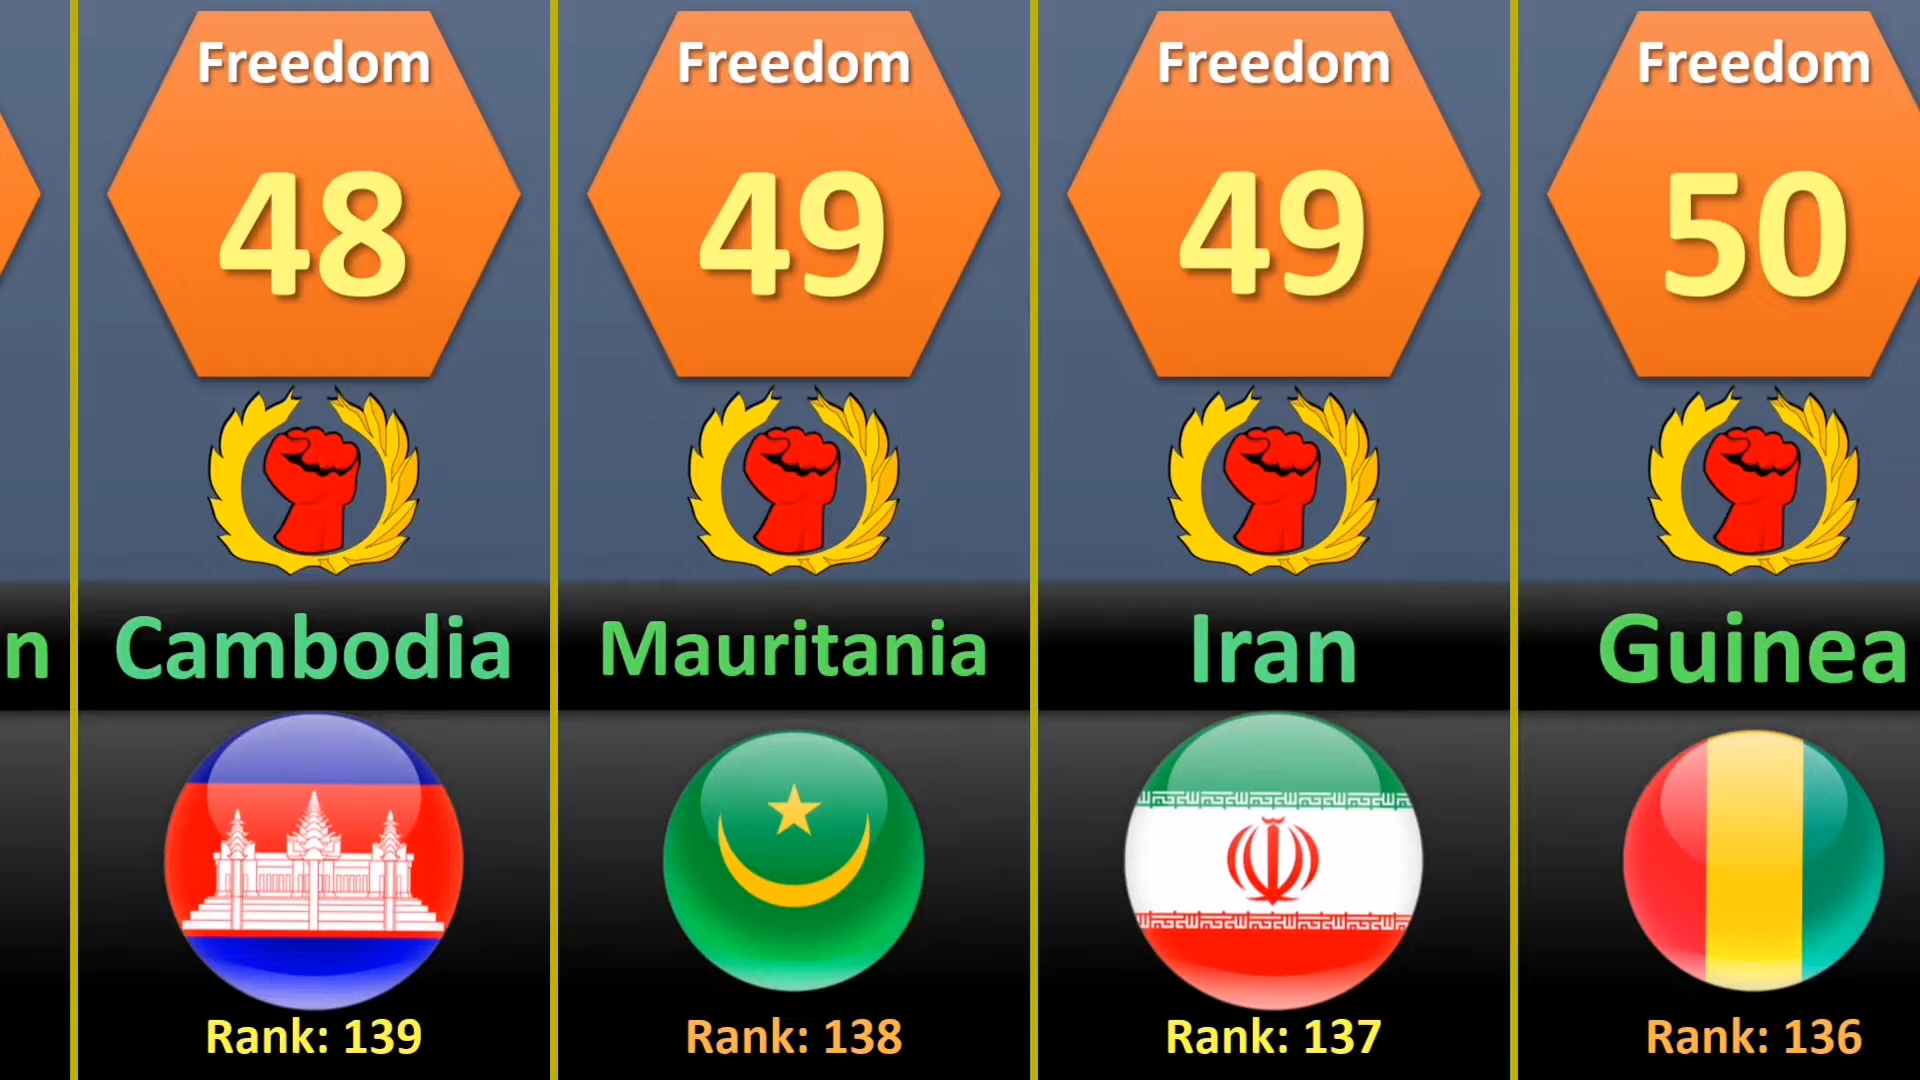 Freedom
48
Cambodia
Rank: 139
Freedom
49
Mauritania
Rank: 138
Freedom
49
Iran
Rank: 137
Freedom
50
Guinea
Rank: 136
n